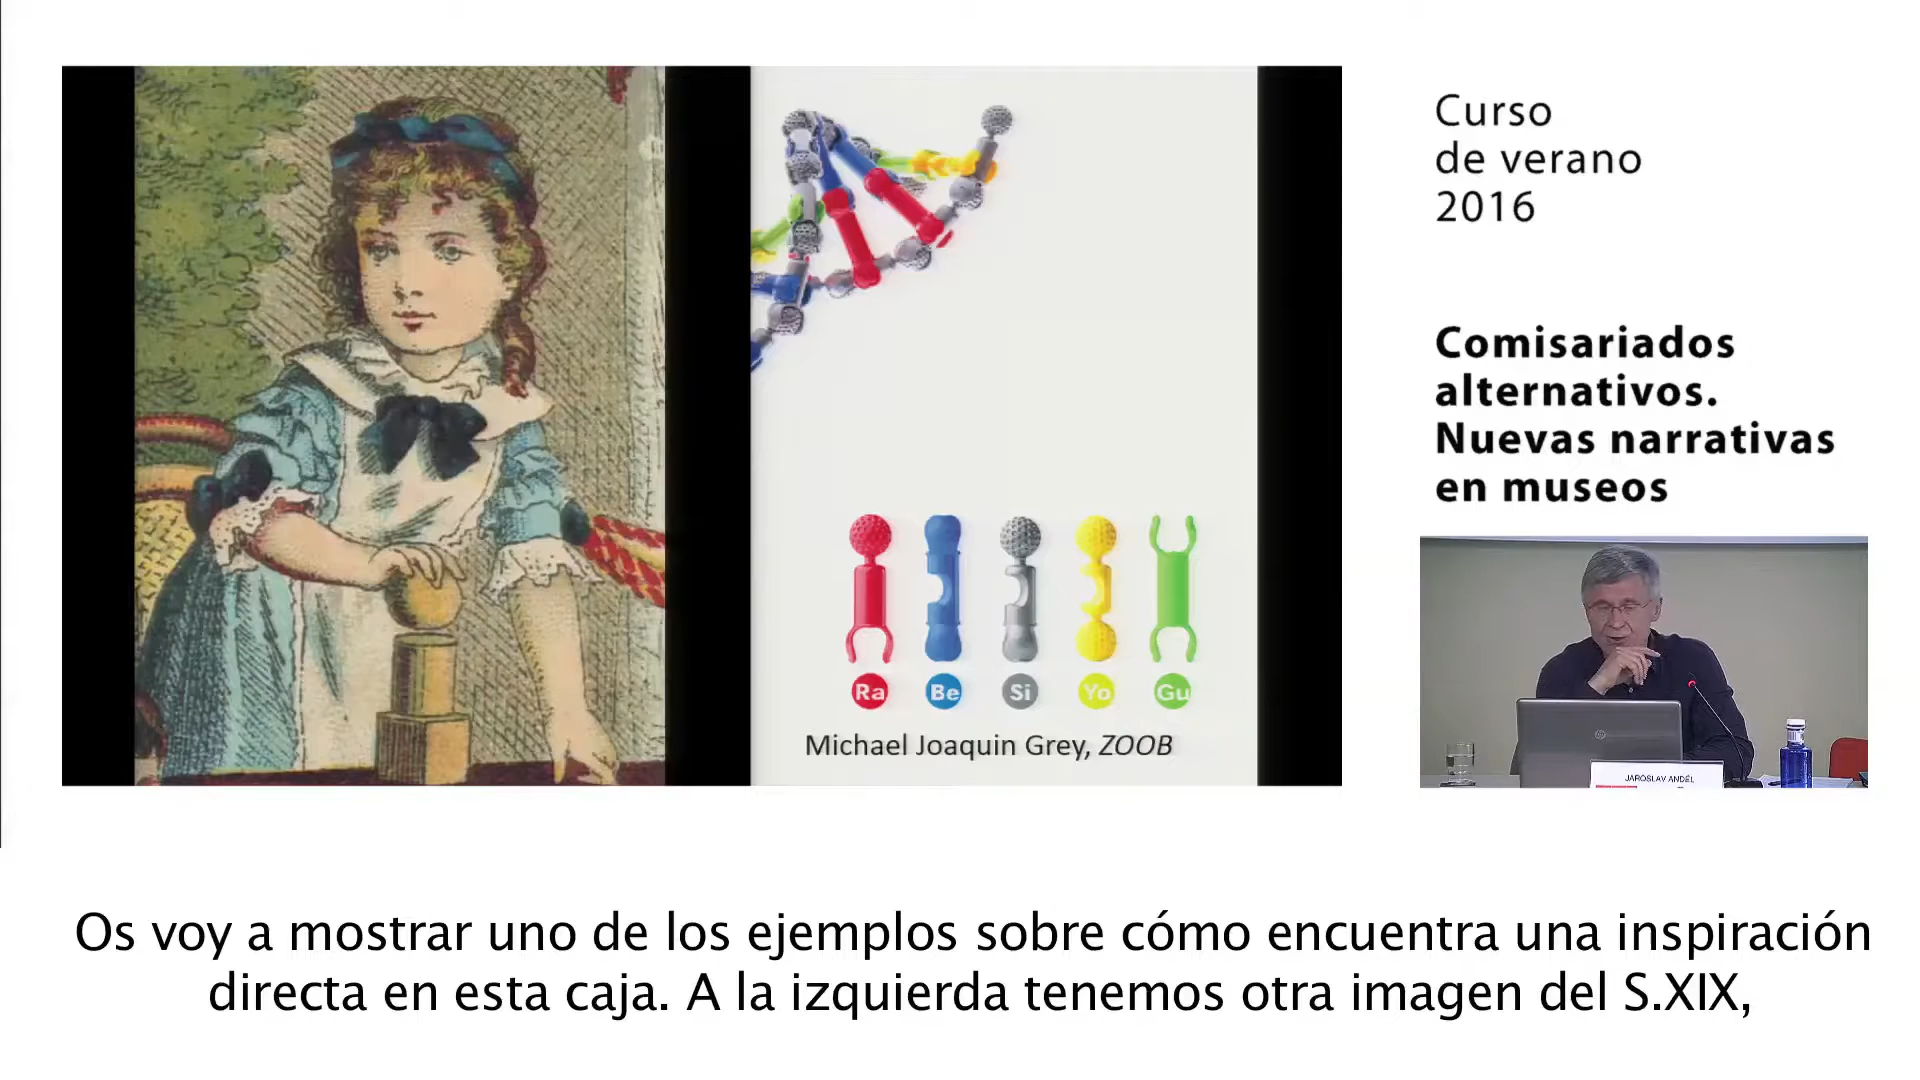 Curso
de verano
2016
Comisariados
alternativos.
Nuevas narrativas
en museos
Ra Be Si Yo Gu
Michael Joaquin Grey, ZOOB
JAROSLAV ANDĚL
Os voy a mostrar uno de los ejemplos sobre cómo encuentra una inspiración
directa en esta caja. A la izquierda tenemos otra imagen del S.XIX,